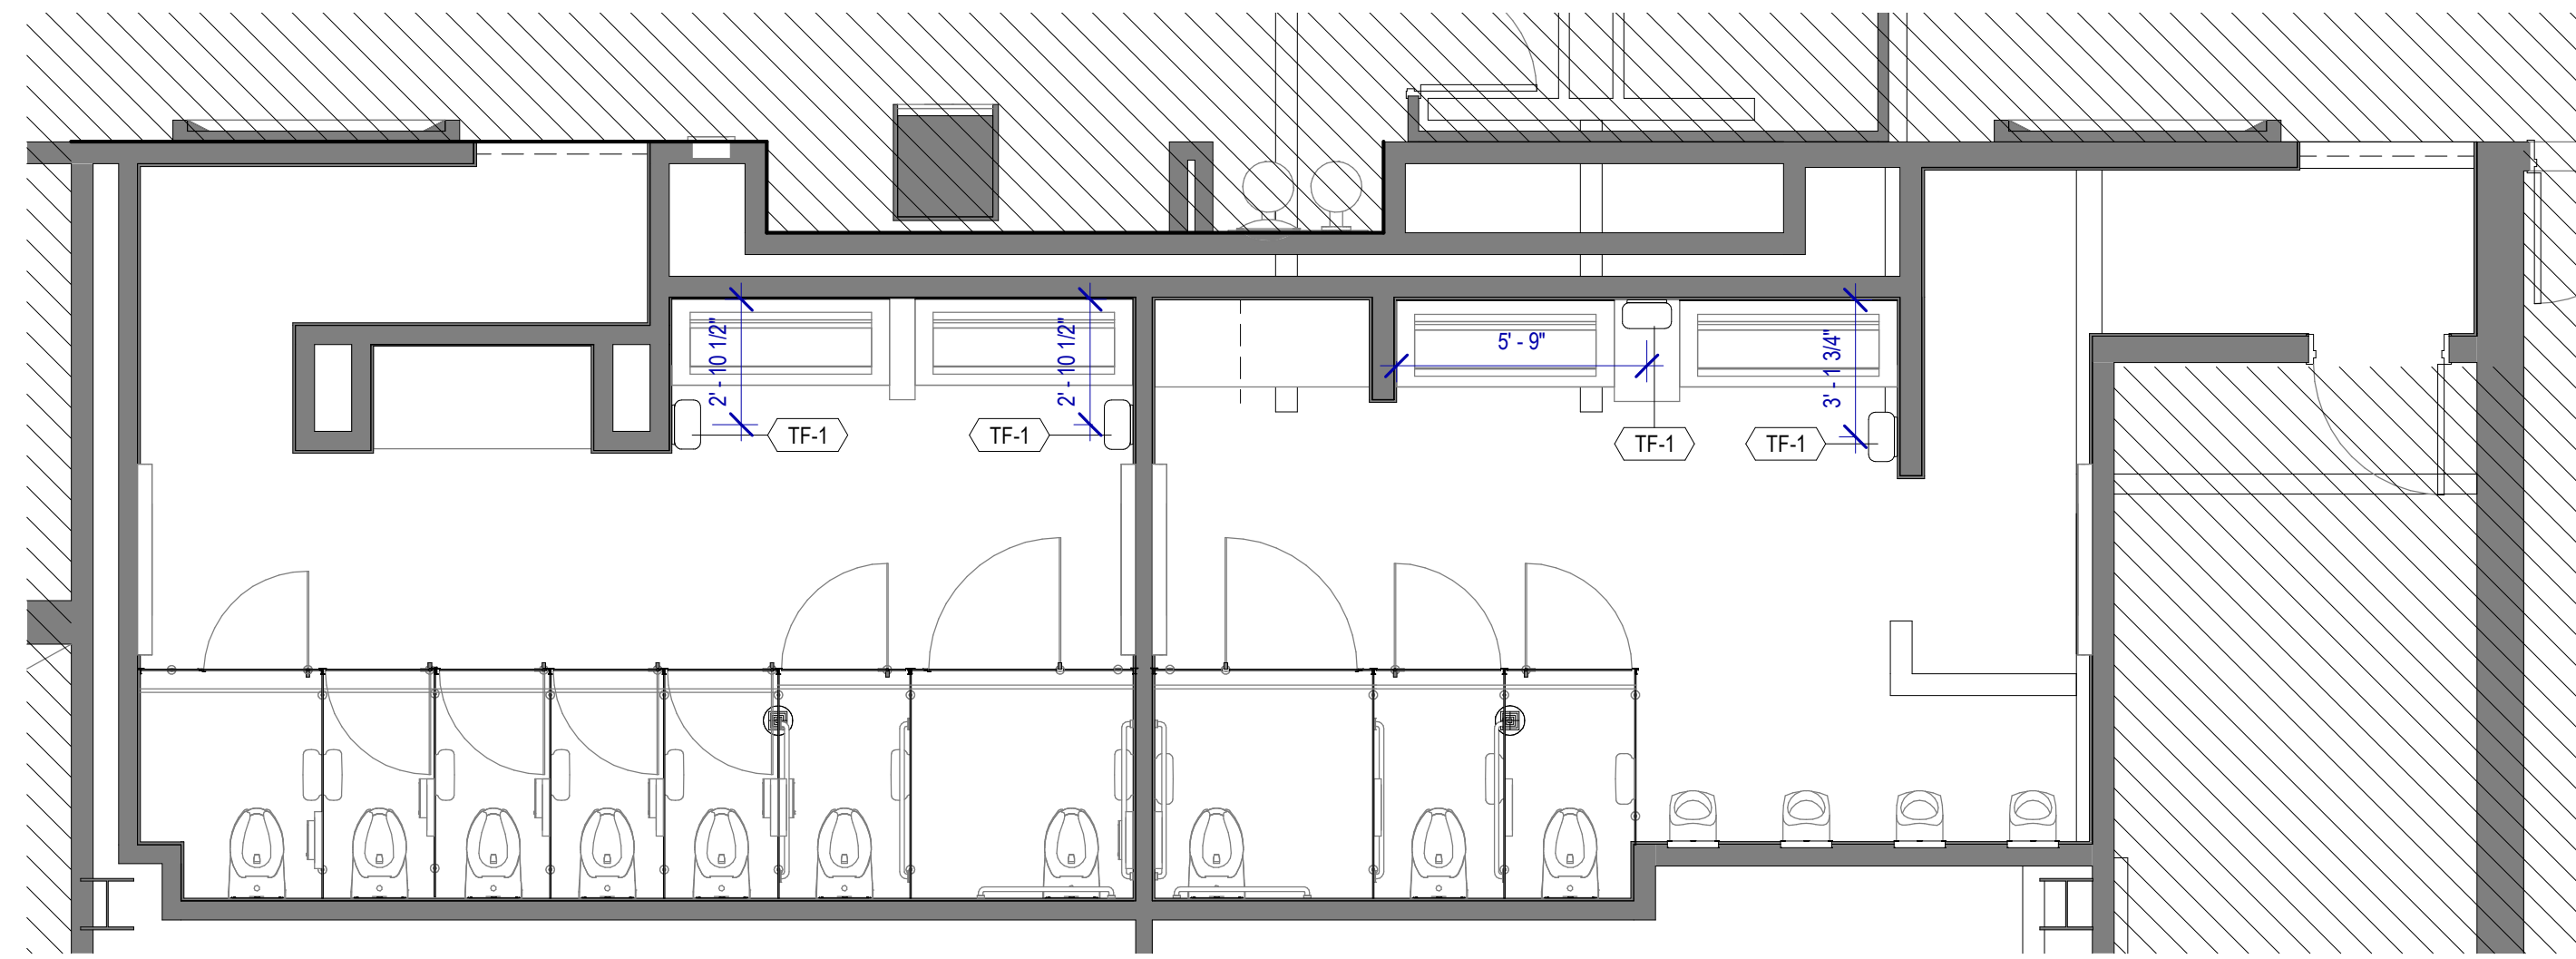 2' - 10 1/2"
2' - 10 1/2"
5' - 9"
3' - 1 3/4"
TF-1
TF-1
TF-1
TF-1